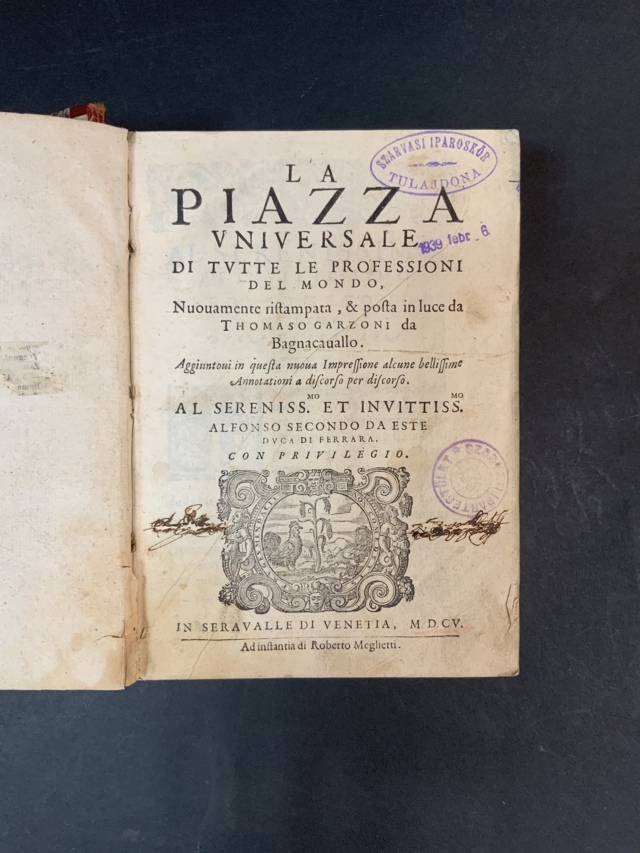 LA
PIAZZA
VNIVERSALE
DI TVTTE LE PROFESSIONI
DEL MONDO,
Nuouamente riſtampata, & poſta in luce da
THOMASO GARZONI da
Bagnacauallo.
Aggiuntoui in queſta nuoua Impreſſione alcune belliſſime
Annotationi a diſcorſo per diſcorſo.
AL SERENISS.MO ET INVITTISS.MO
ALFONSO SECONDO DA ESTE
DVCA DI FERRARA.
CON PRIVILEGIO.
IN SERAVALLE DI VENETIA, M D CV.
Ad inſtantia di Roberto Meglietti.
SZARVASI IPAROSKÖR
TULAJDONA
1939 febr. 6.